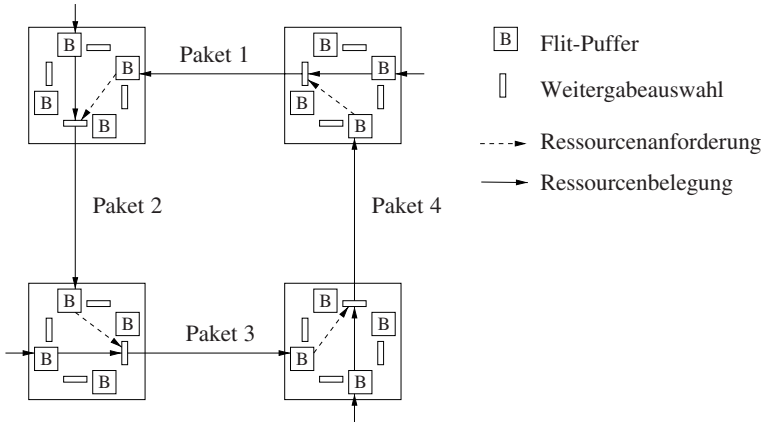 B B B B
Paket 1
B B B B
Paket 2
Paket 4
B B B B
Paket 3
B B B B
B Flit-Puffer
Weitergabeauswahl
Ressourcenanforderung
Ressourcenbelegung